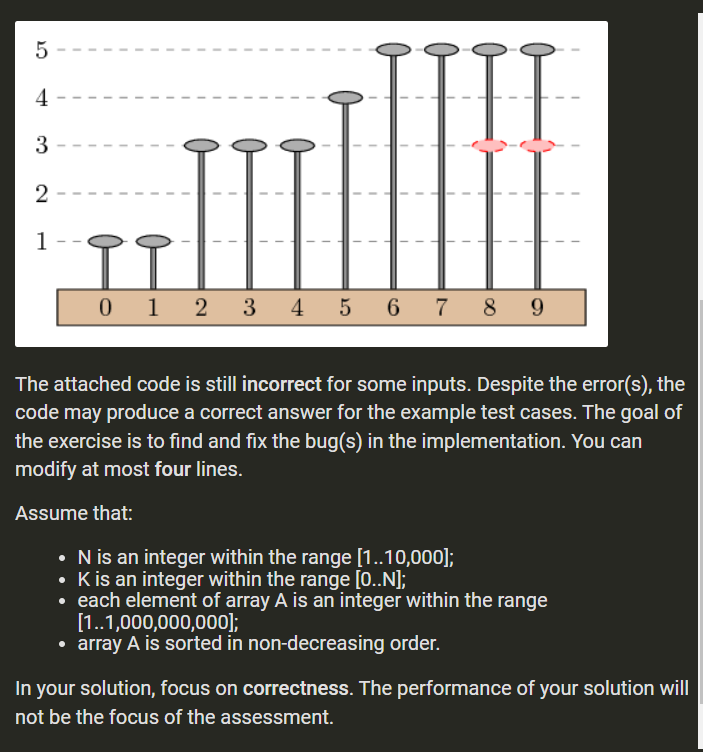 5
4
3
2
1
0 1 2 3 4 5 6 7 8 9
The attached code is still incorrect for some inputs. Despite the error(s), the
code may produce a correct answer for the example test cases. The goal of
the exercise is to find and fix the bug(s) in the implementation. You can
modify at most four lines.
Assume that:
• N is an integer within the range [1..10,000];
• K is an integer within the range [0..N];
• each element of array A is an integer within the range
[1..1,000,000,000];
• array A is sorted in non-decreasing order.
In your solution, focus on correctness. The performance of your solution will
not be the focus of the assessment.